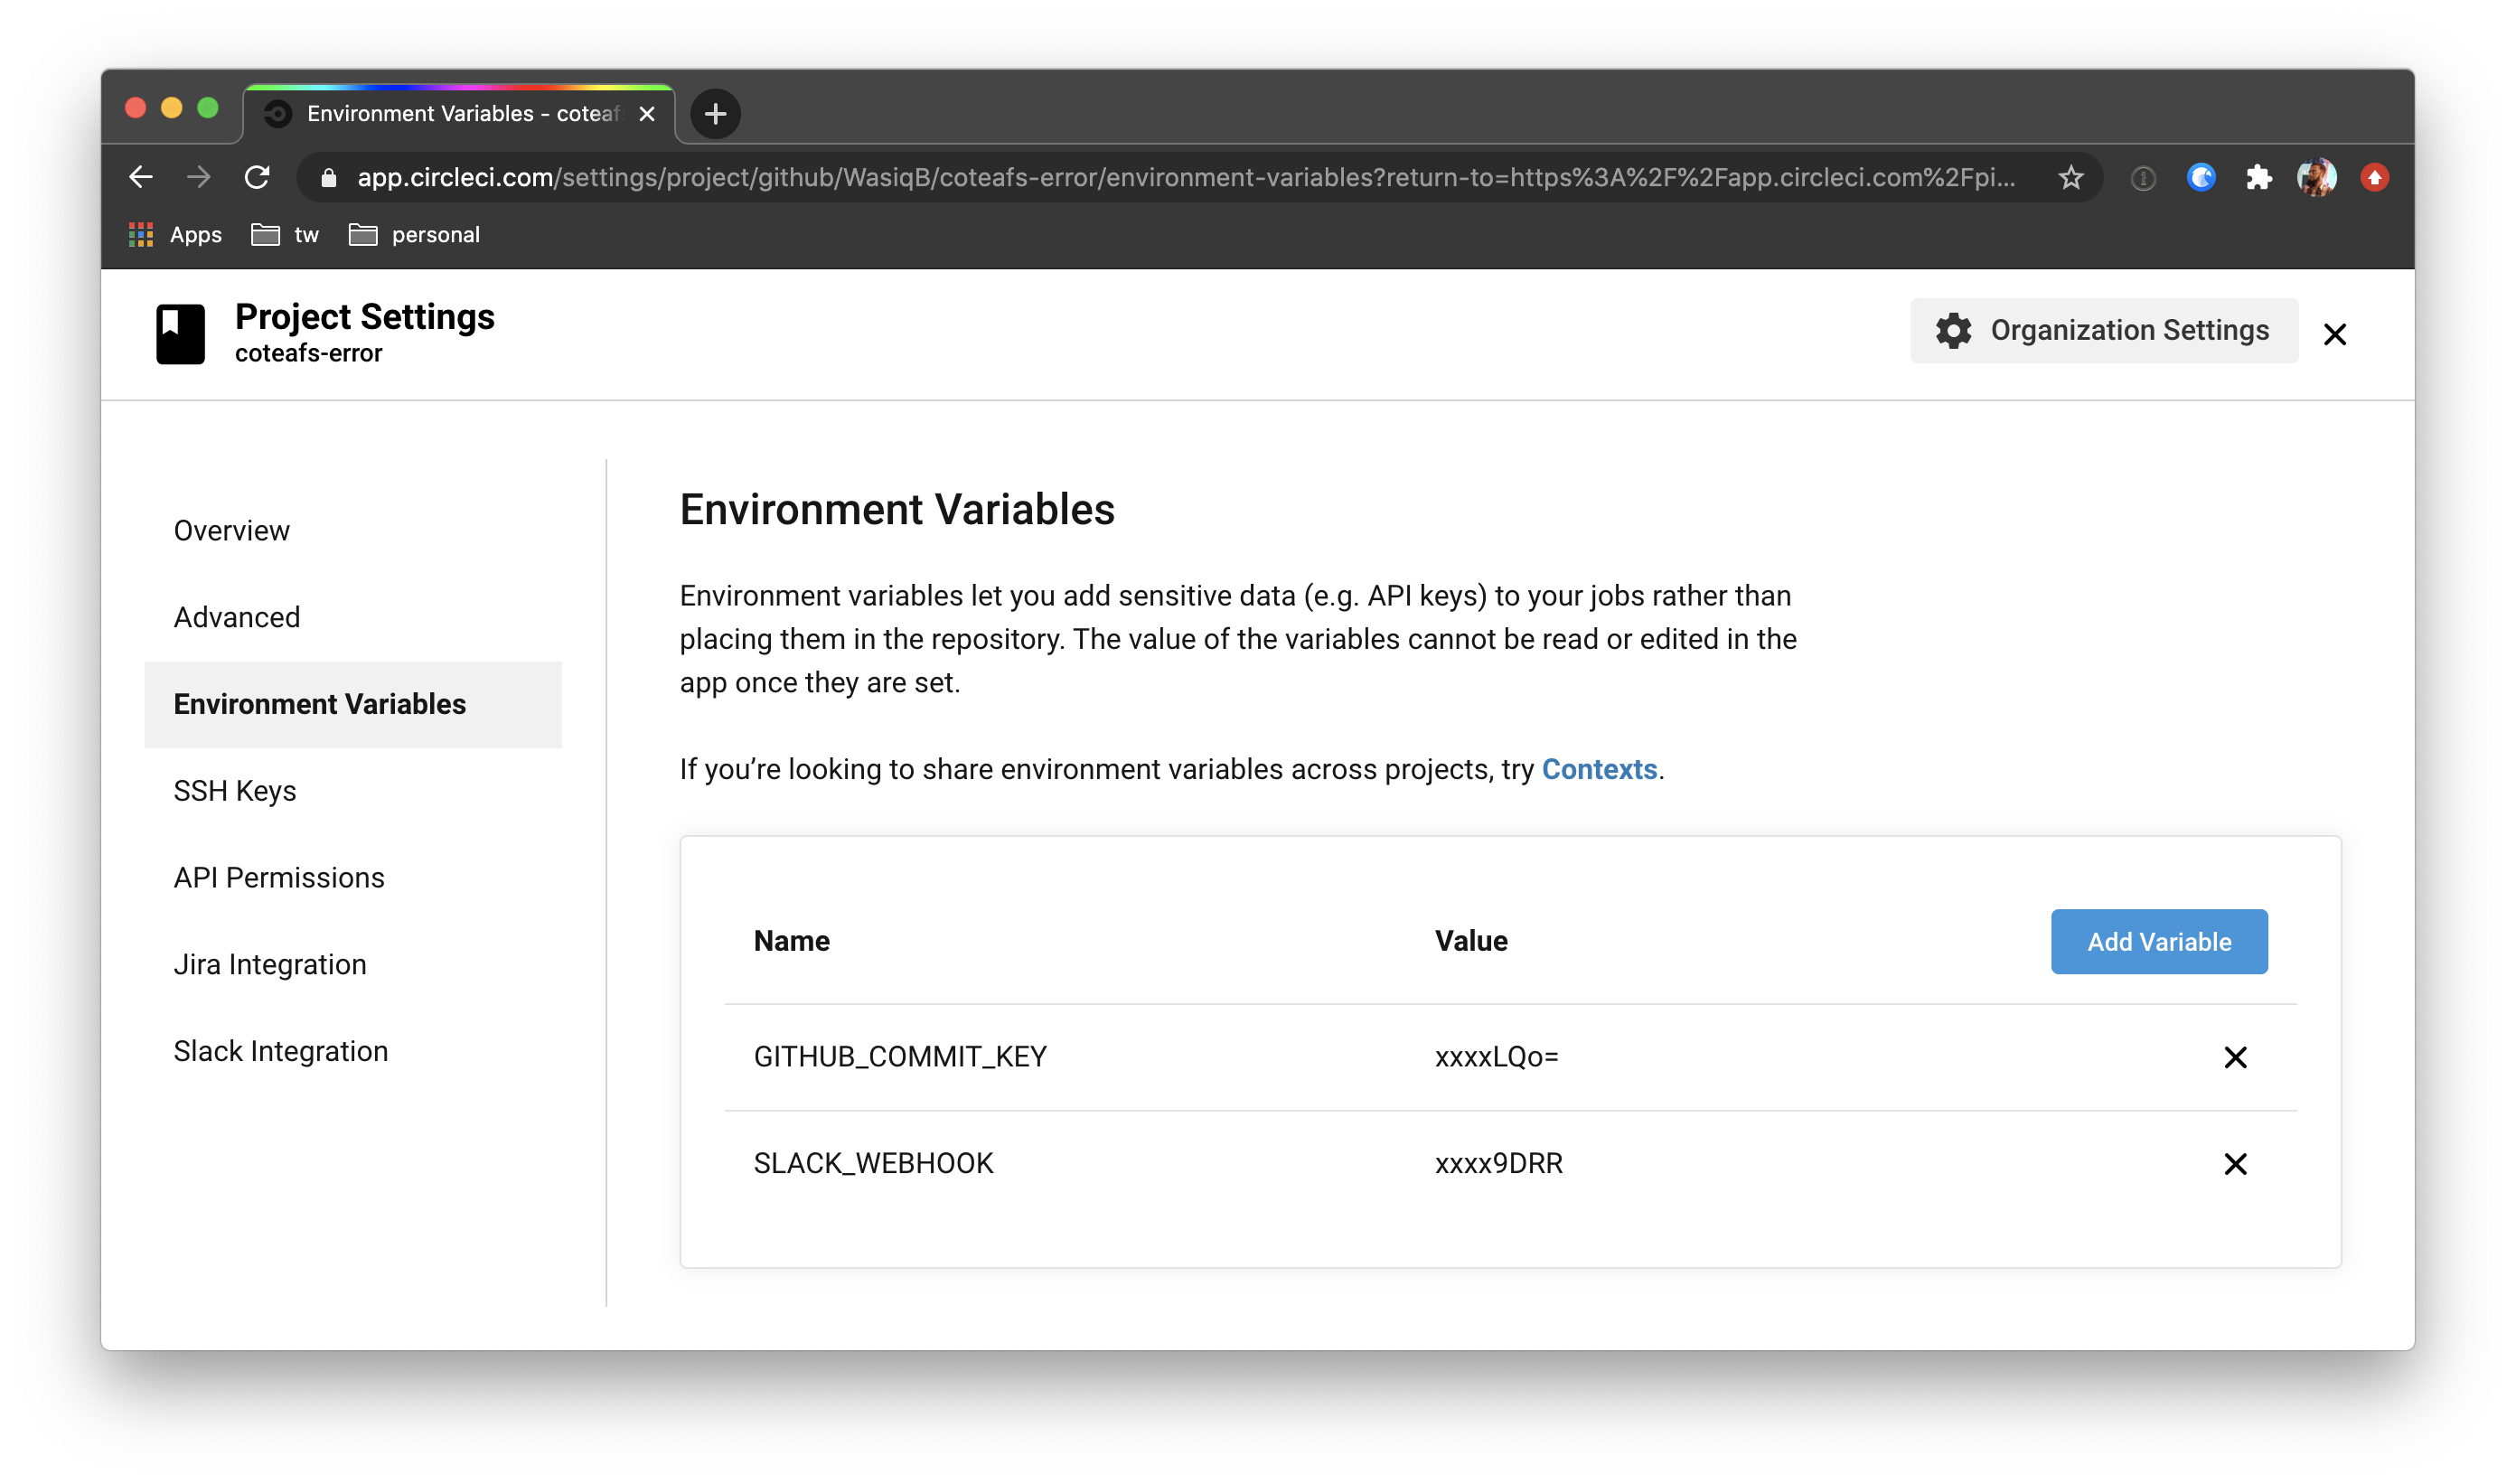 Environment Variables - coteaf
app.circleci.com/settings/project/github/WasiqB/coteafs-error/environment-variables?return-to=https%3A%2F%2Fapp.circleci.com%2Fpi...
Apps
tw
personal
Project Settings
coteafs-error
Organization Settings
Overview
Advanced
Environment Variables
SSH Keys
API Permissions
Jira Integration
Slack Integration
Environment Variables
Environment variables let you add sensitive data (e.g. API keys) to your jobs rather than
placing them in the repository. The value of the variables cannot be read or edited in the
app once they are set.
If you’re looking to share environment variables across projects, try Contexts.
Name
Value
Add Variable
GITHUB_COMMIT_KEY
xxxxLQo=
SLACK_WEBHOOK
xxxx9DRR